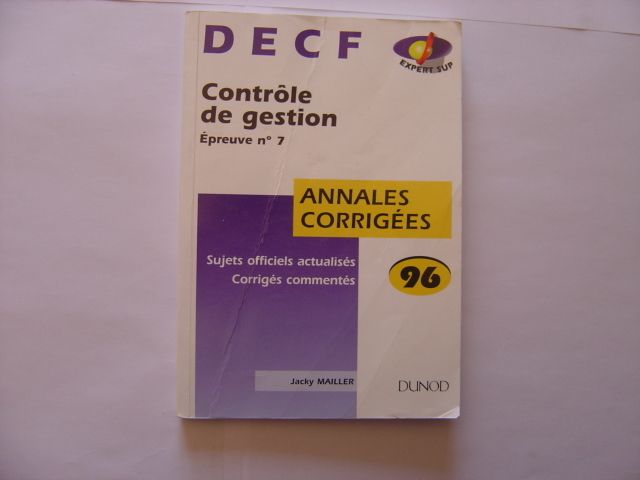 DECF
EXPERT SUP
Contrôle
de gestion
Épreuve n° 7
ANNALES
CORRIGÉES
Sujets officiels actualisés
Corrigés commentés
96
Jacky MAILLER
DUNOD